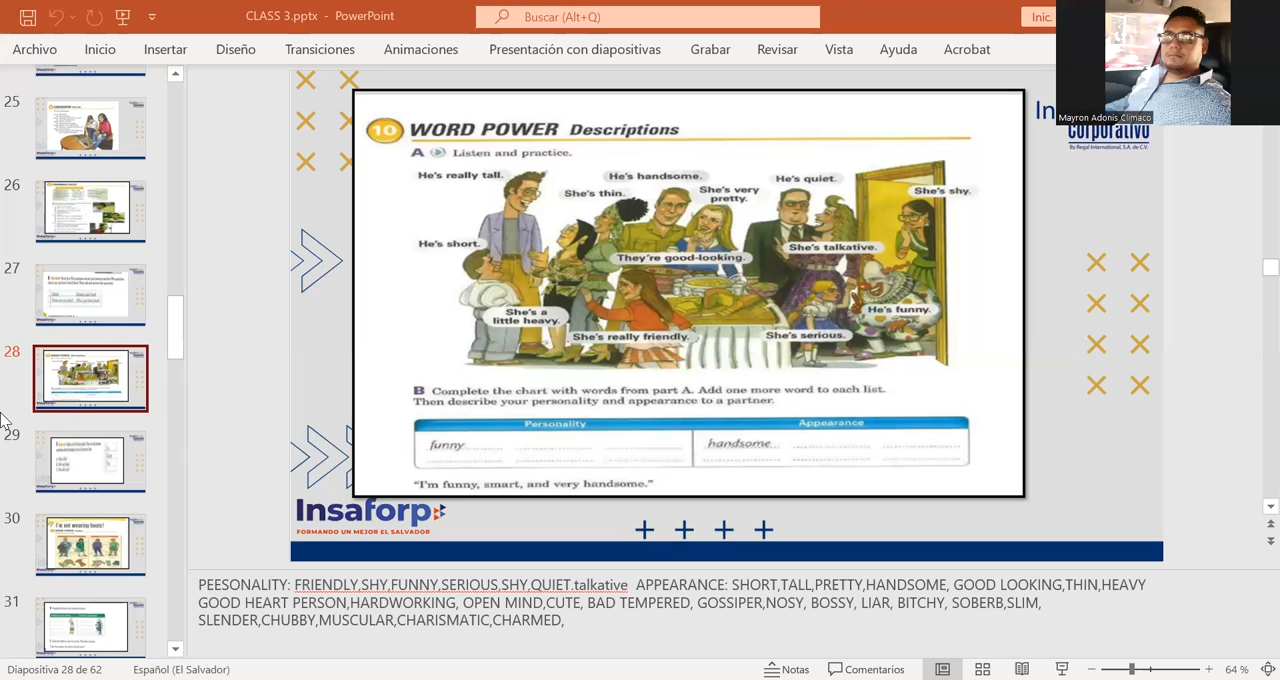 CLASS 3.pptx - PowerPoint
Buscar (Alt+Q)
Inic.
Archivo Inicio Insertar Diseño Transiciones Animaciones Presentación con diapositivas Grabar Revisar Vista Ayuda Acrobat
Mayron Adonis Climaco
25
26
27
28
29
30
I'm not wearing boots!
31
In
Corporativo
By Regal International, S.A. de C.V.
10 WORD POWER Descriptions
A Listen and practice.
He's really tall.
He's handsome.
She's thin.
She's very
pretty.
He's quiet.
She's shy.
He's short.
They're good-looking.
She's talkative.
She's a
little heavy.
He's funny.
She's really friendly.
She's serious.
B Complete the chart with words from part A. Add one more word to each list.
Then describe your personality and appearance to a partner.
Personality Appearance
funny handsome
"I'm funny, smart, and very handsome."
Insaforp
FORMANDO UN MEJOR EL SALVADOR
PEESONALITY: FRIENDLY,SHY,FUNNY,SERIOUS,SHY,QUIET.talkative APPEARANCE: SHORT,TALL,PRETTY,HANDSOME, GOOD LOOKING,THIN,HEAVY
GOOD HEART PERSON,HARDWORKING, OPEN MIND,CUTE, BAD TEMPERED, GOSSIPER,NOSY, BOSSY, LIAR, BITCHY, SOBERB,SLIM,
SLENDER,CHUBBY,MUSCULAR,CHARISMATIC,CHARMED,
Diapositiva 28 de 62 Español (El Salvador) Notas Comentarios 64 %